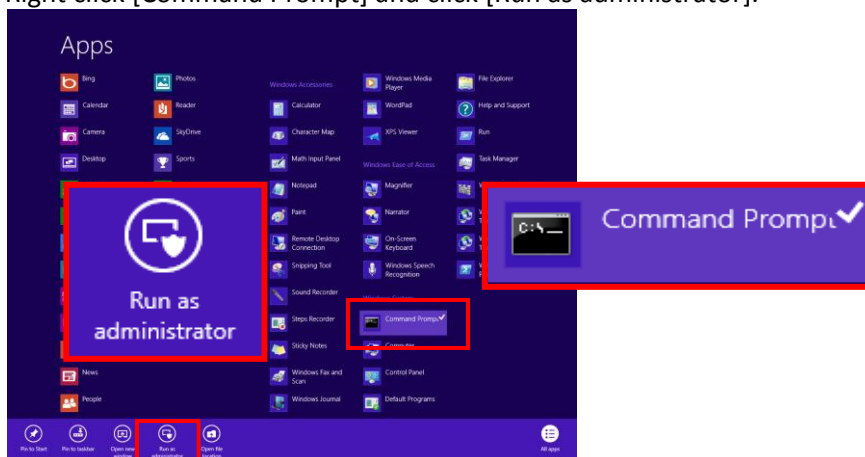 Right click [Command Prompt] and click [Run as administrator].
Apps
Bing
Calendar
Camera
Desktop
News
People
Photos
Reader
SkyDrive
Sports
Windows Accessories
Calculator
Character Map
Math Input Panel
Notepad
Paint
Remote Desktop
Connection
Snipping Tool
Sound Recorder
Steps Recorder
Sticky Notes
Windows Fax and
Scan
Windows Journal
Windows Media
Player
WordPad
XPS Viewer
Windows Ease of Access
Magnifier
Narrator
On-Screen
Keyboard
Windows Speech
Recognition
Windows System
Command Prompt
Computer
Control Panel
Default Programs
File Explorer
Help and Support
Run
Task Manager
Run as
administrator
C:\_
Command Prompt
Pin to Start
Pin to taskbar
Open new
window
Run as
administrator
Open file
location
All apps